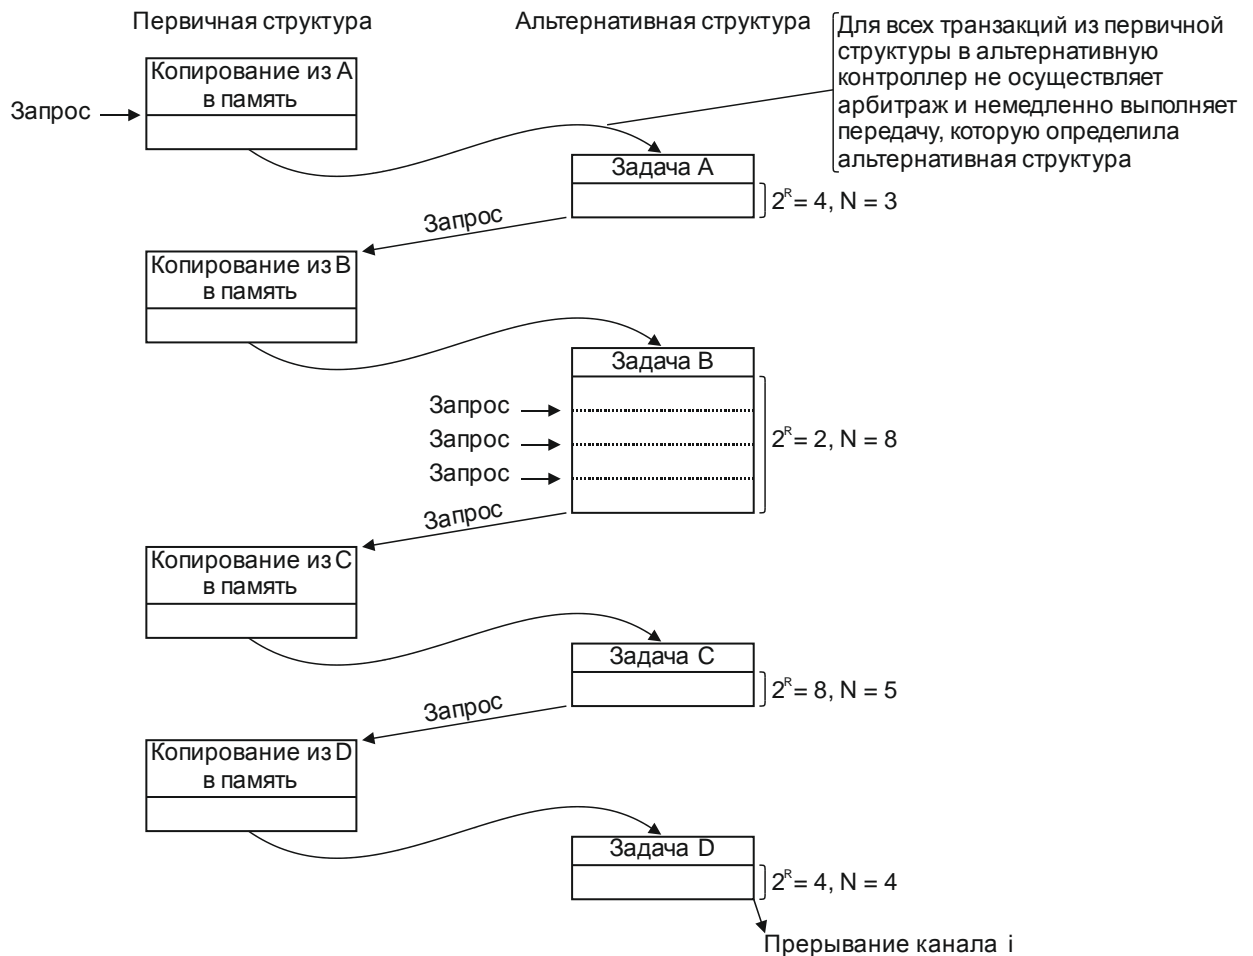 Первичная структура
Альтернативная структура
Для всех транзакций из первичной
структуры в альтернативную
контроллер не осуществляет
арбитраж и немедленно выполняет
передачу, которую определила
альтернативная структура
Копирование из A
в память
Запрос
Задача A
2^R = 4, N = 3
Запрос
Копирование из B
в память
Задача B
Запрос
Запрос
Запрос
2^R = 2, N = 8
Запрос
Копирование из C
в память
Задача C
2^R = 8, N = 5
Запрос
Копирование из D
в память
Задача D
2^R = 4, N = 4
Прерывание канала i